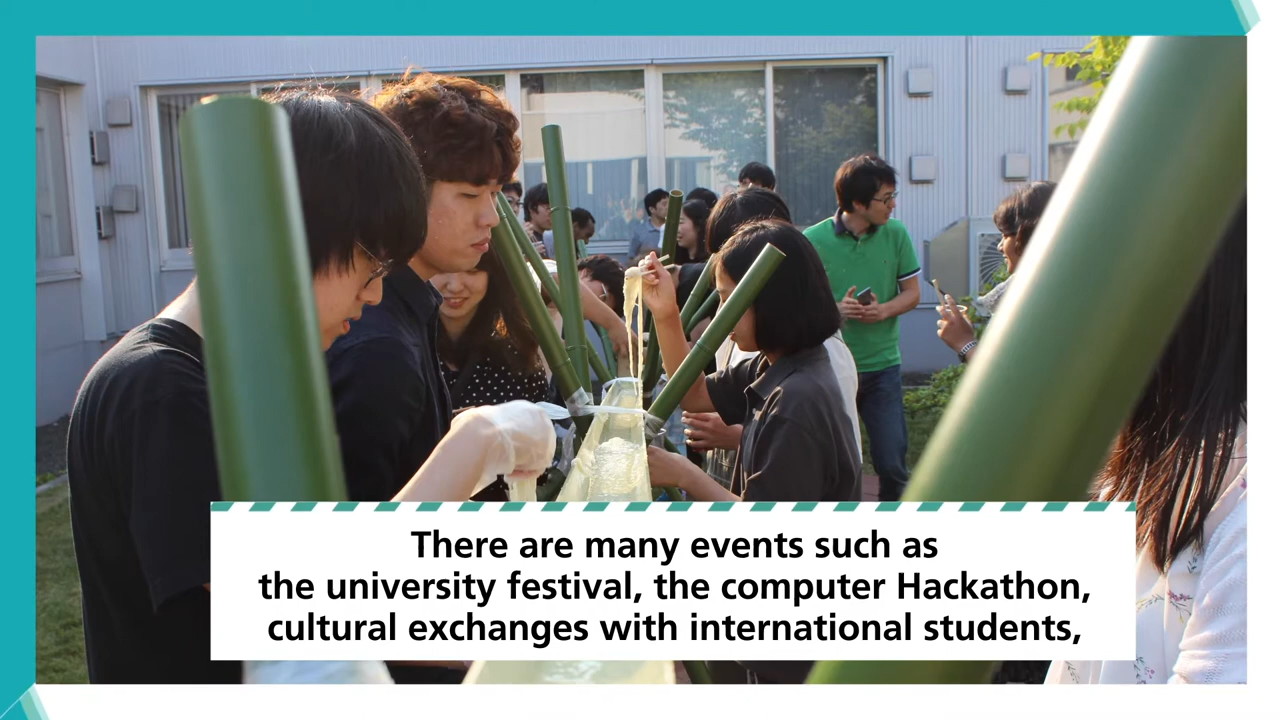 There are many events such as
the university festival, the computer Hackathon,
cultural exchanges with international students,